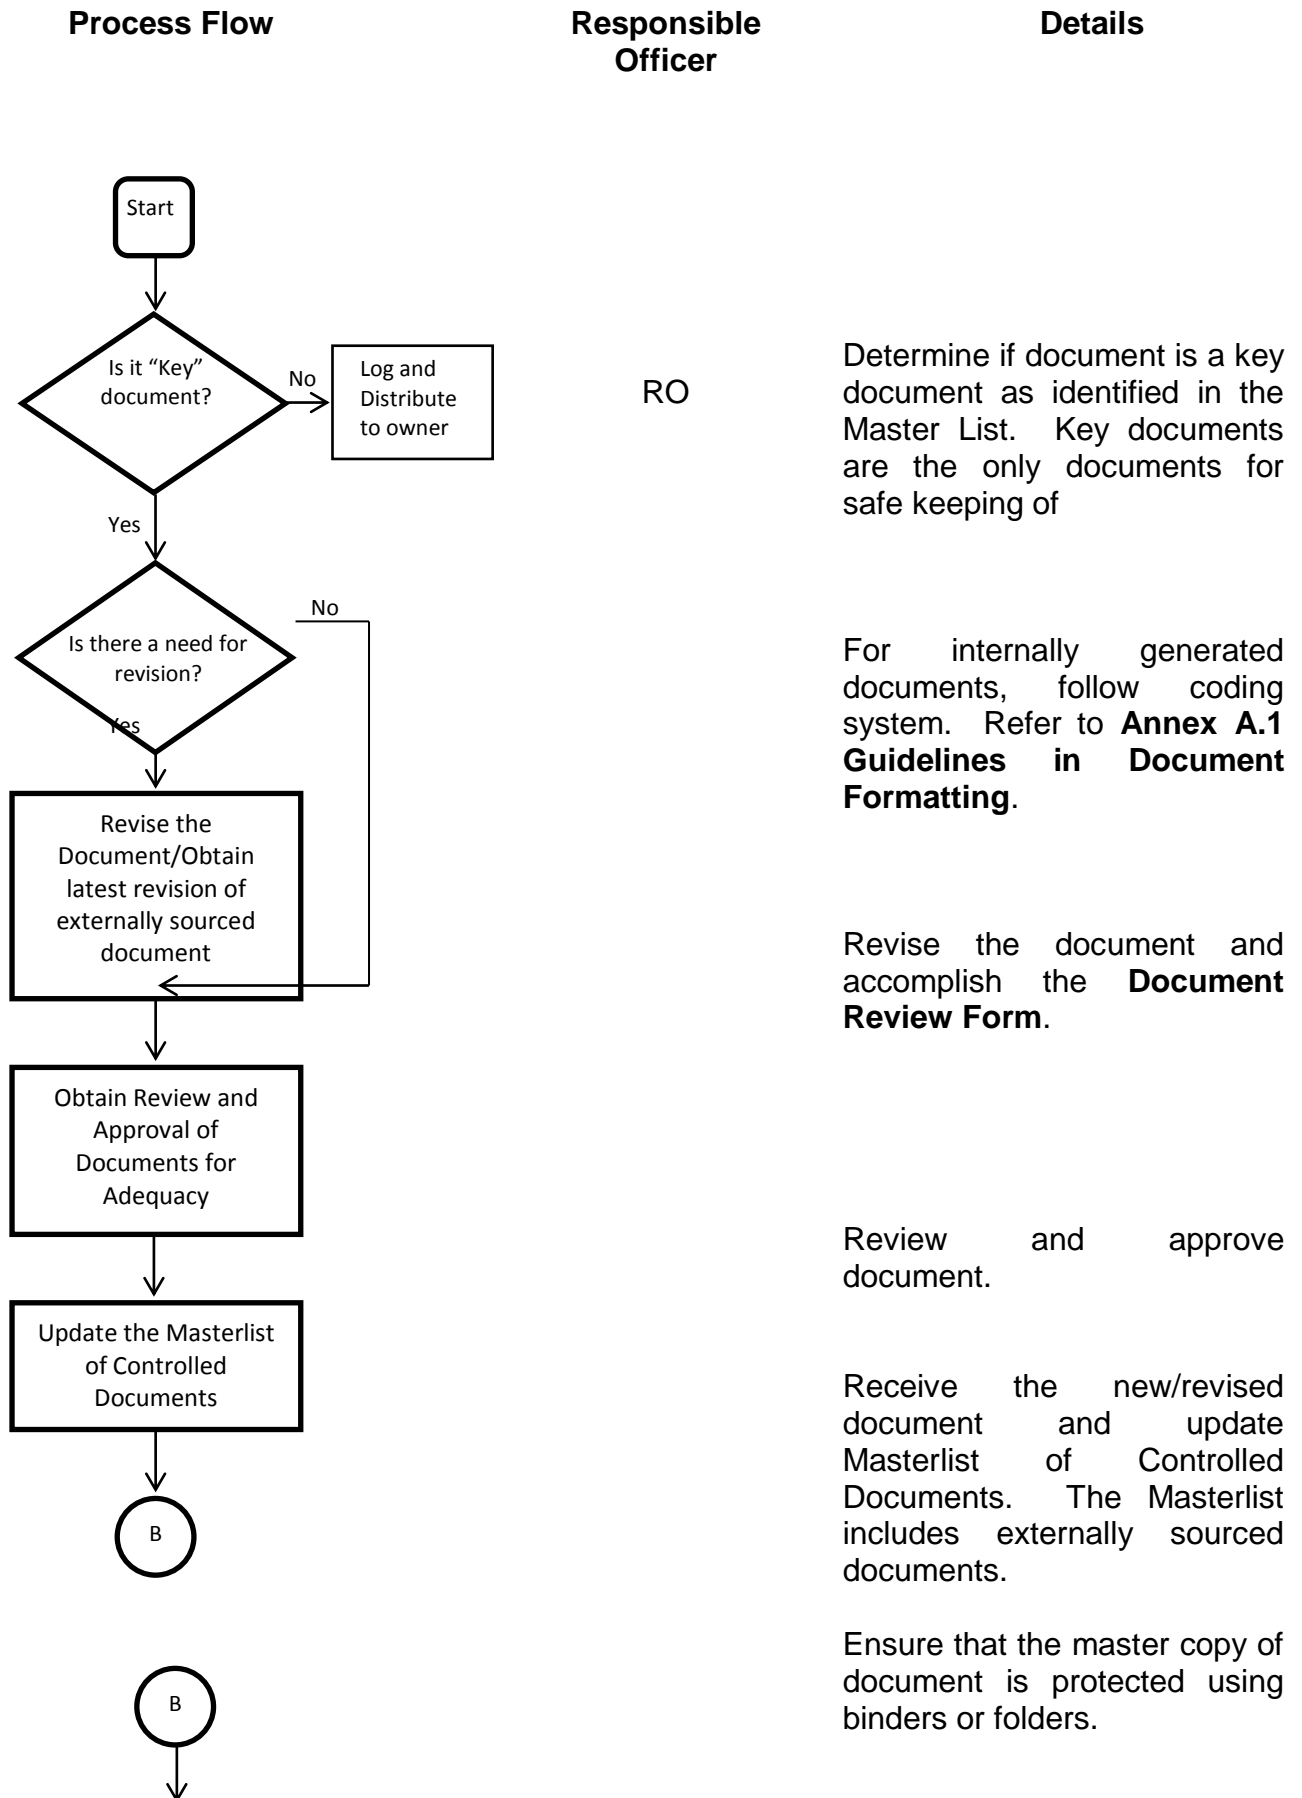 Process Flow
Responsible
Officer
Details
Start
Is it “Key”
document?
No
Log and
Distribute
to owner
RO
Determine if document is a key
document as identified in the
Master List. Key documents
are the only documents for
safe keeping of
Yes
No
Is there a need for
revision?
Yes
For internally generated
documents, follow coding
system. Refer to Annex A.1
Guidelines in Document
Formatting.
Revise the
Document/Obtain
latest revision of
externally sourced
document
Revise the document and
accomplish the Document
Review Form.
Obtain Review and
Approval of
Documents for
Adequacy
Review and approve
document.
Update the Masterlist
of Controlled
Documents
Receive the new/revised
document and update
Masterlist of Controlled
Documents. The Masterlist
includes externally sourced
documents.
B
Ensure that the master copy of
document is protected using
binders or folders.
B